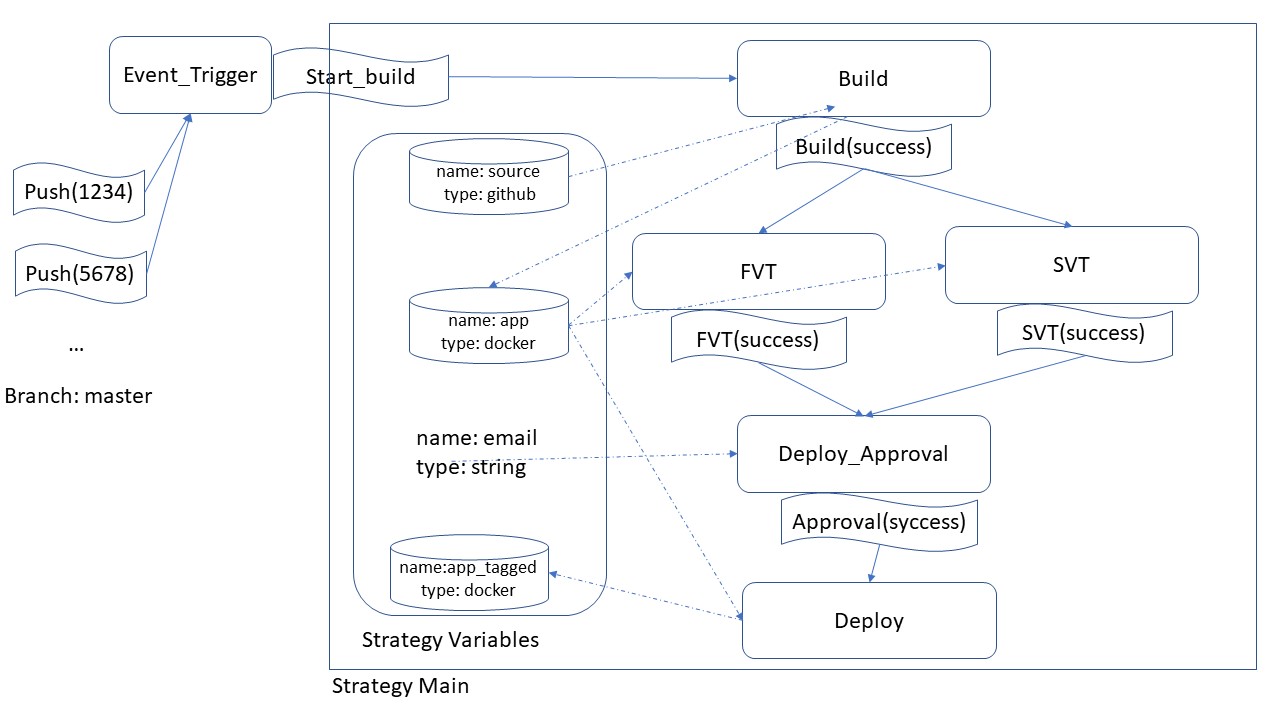 Event_Trigger
Start_build
Build
Build(success)
Push(1234)
Push(5678)
...
Branch: master
name: source
type: github
FVT
SVT
name: app
type: docker
FVT(success)
SVT(success)
name: email
type: string
Deploy_Approval
Approval(syccess)
name:app_tagged
type: docker
Deploy
Strategy Variables
Strategy Main